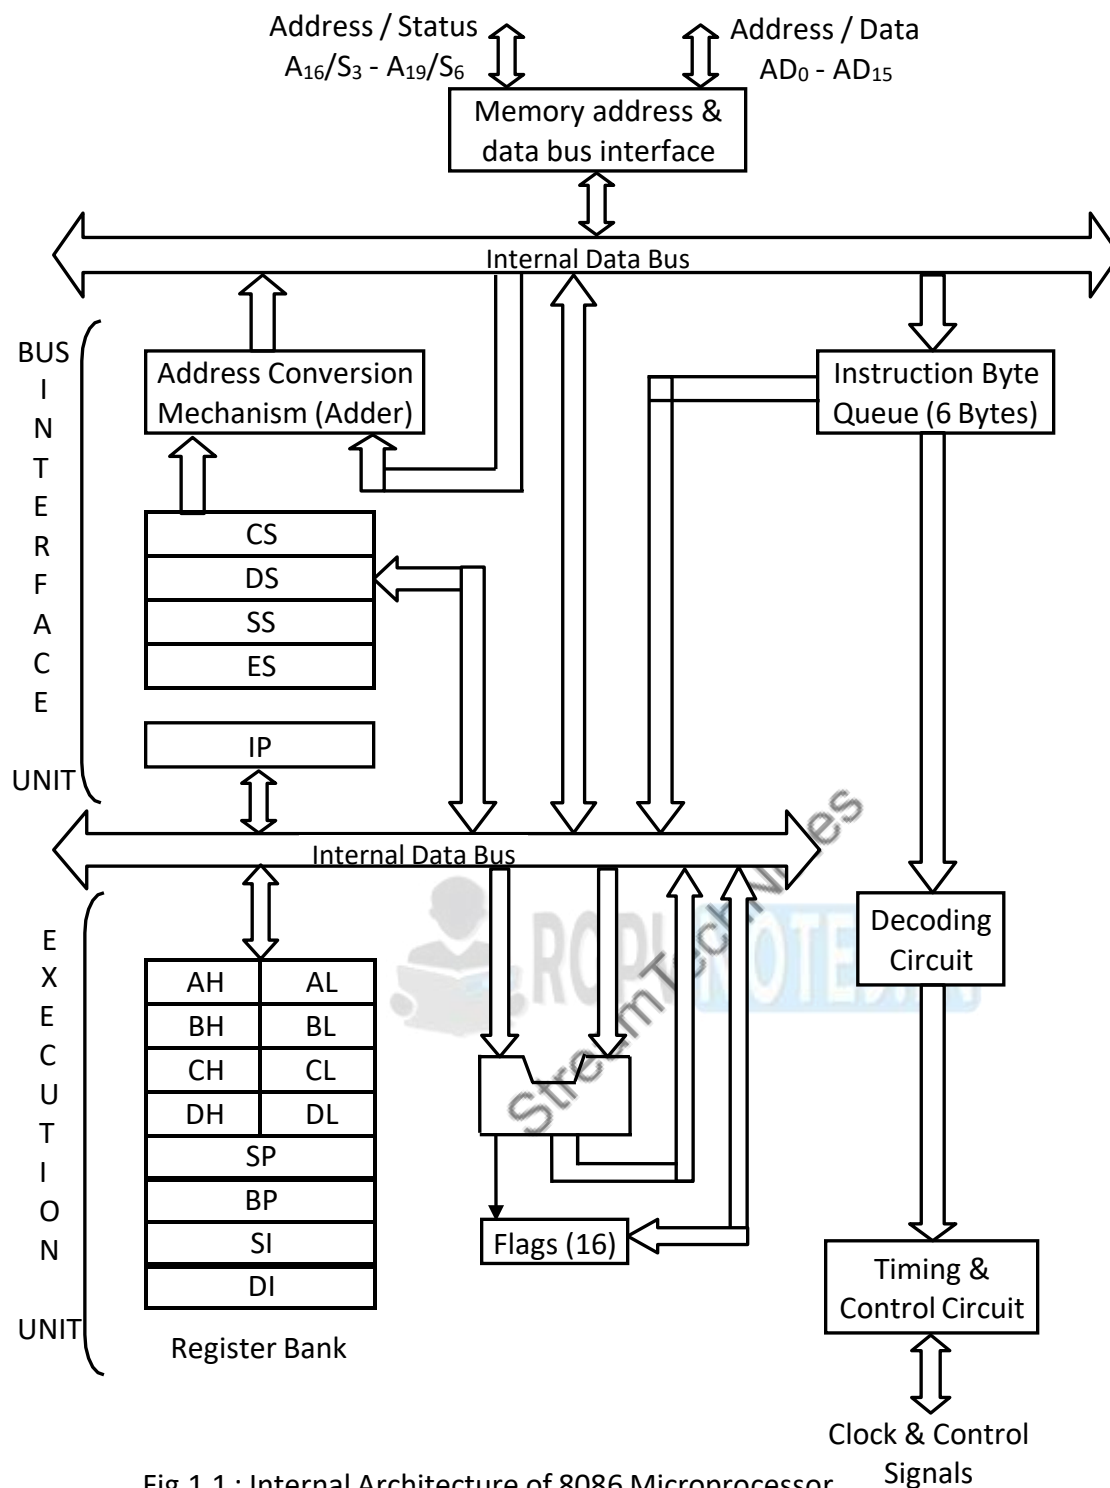 Address / Status
A₁₆/S₃ - A₁₉/S₆
Address / Data
AD₀ - AD₁₅
Memory address &
data bus interface
Internal Data Bus
BUS
I
N
T
E
R
F
A
C
E
UNIT
Address Conversion
Mechanism (Adder)
Instruction Byte
Queue (6 Bytes)
CS
DS
SS
ES
IP
Internal Data Bus
E
X
E
C
U
T
I
O
N
UNIT
AH AL
BH BL
CH CL
DH DL
SP
BP
SI
DI
Register Bank
Flags (16)
Decoding
Circuit
Timing &
Control Circuit
Clock & Control
Signals
Fig 1.1 : Internal Architecture of 8086 Microprocessor